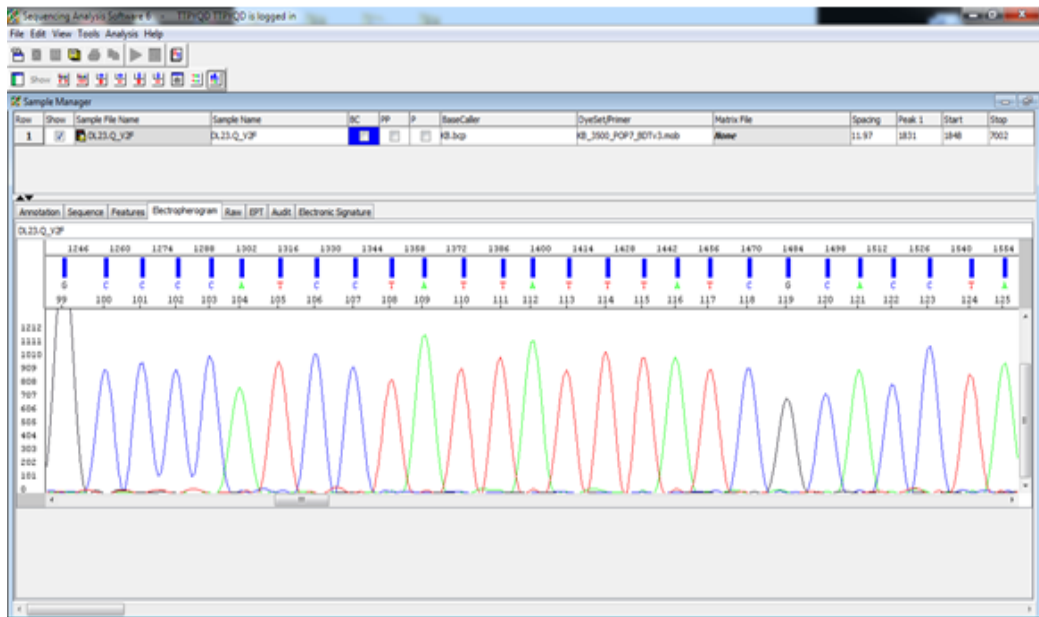 Sequencing Analysis Software 6 - TTPYQD TTPYQD is logged in
File Edit View Tools Analysis Help
Show
Sample Manager
Row Show Sample File Name Sample Name BC PP P BaseCaller DyeSet/Primer Matrix File Spacing Peak 1 Start Stop
1 DL23.Q_V2F DL23.Q_V2F KB.bcp KB_3500_POP7_BDTv3.mob None 11.97 1831 1848 7002
Annotation Sequence Features Electropherogram Raw EPT Audit Electronic Signature
DL23.Q_V2F
1246 1260 1274 1288 1302 1316 1330 1344 1358 1372 1386 1400 1414 1428 1442 1456 1470 1484 1498 1512 1526 1540 1554
G C C C C A T C C T A T T A T T T A T C G C A C C T A
99 100 101 102 103 104 105 106 107 108 109 110 111 112 113 114 115 116 117 118 119 120 121 122 123 124 125
1212
1111
1010
909
808
707
606
505
404
303
202
101
0